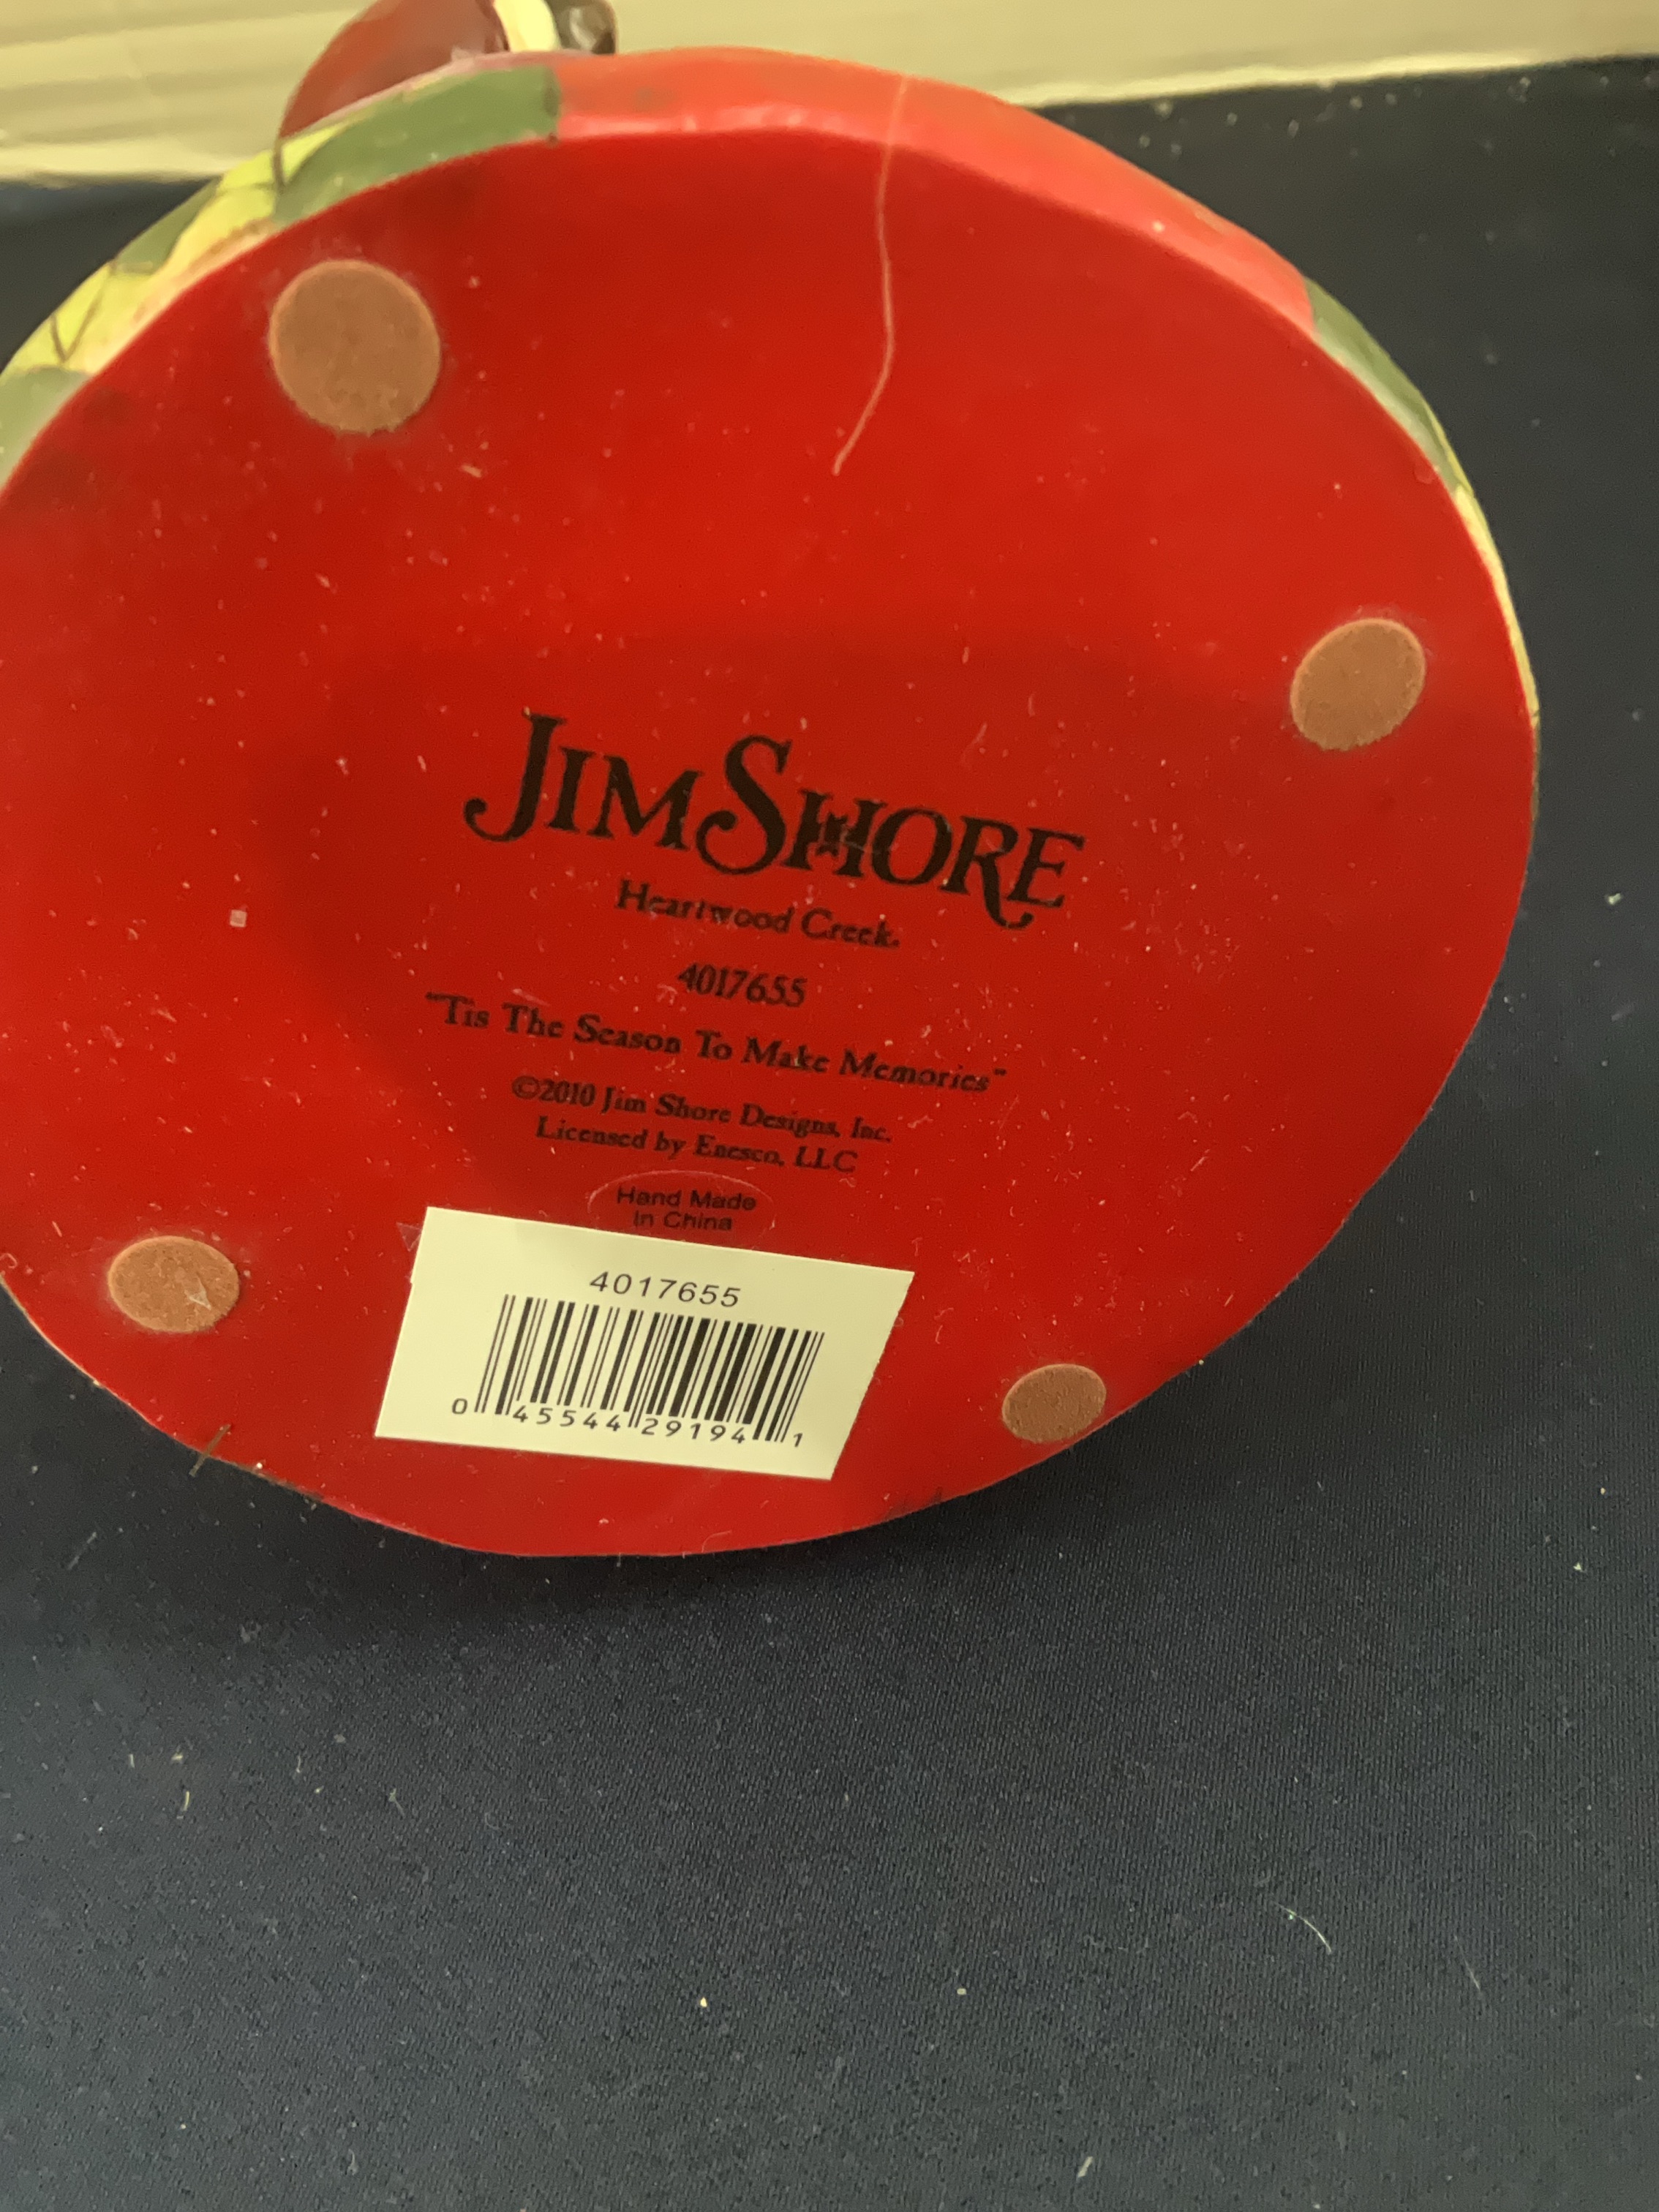 JIM SHORE
Heartwood Creek.
4017655
"Tis The Season To Make Memories"
©2010 Jim Shore Designs, Inc.
Licensed by Enesco, LLC
Hand Made
In China
4017655
0 45544 29194 1